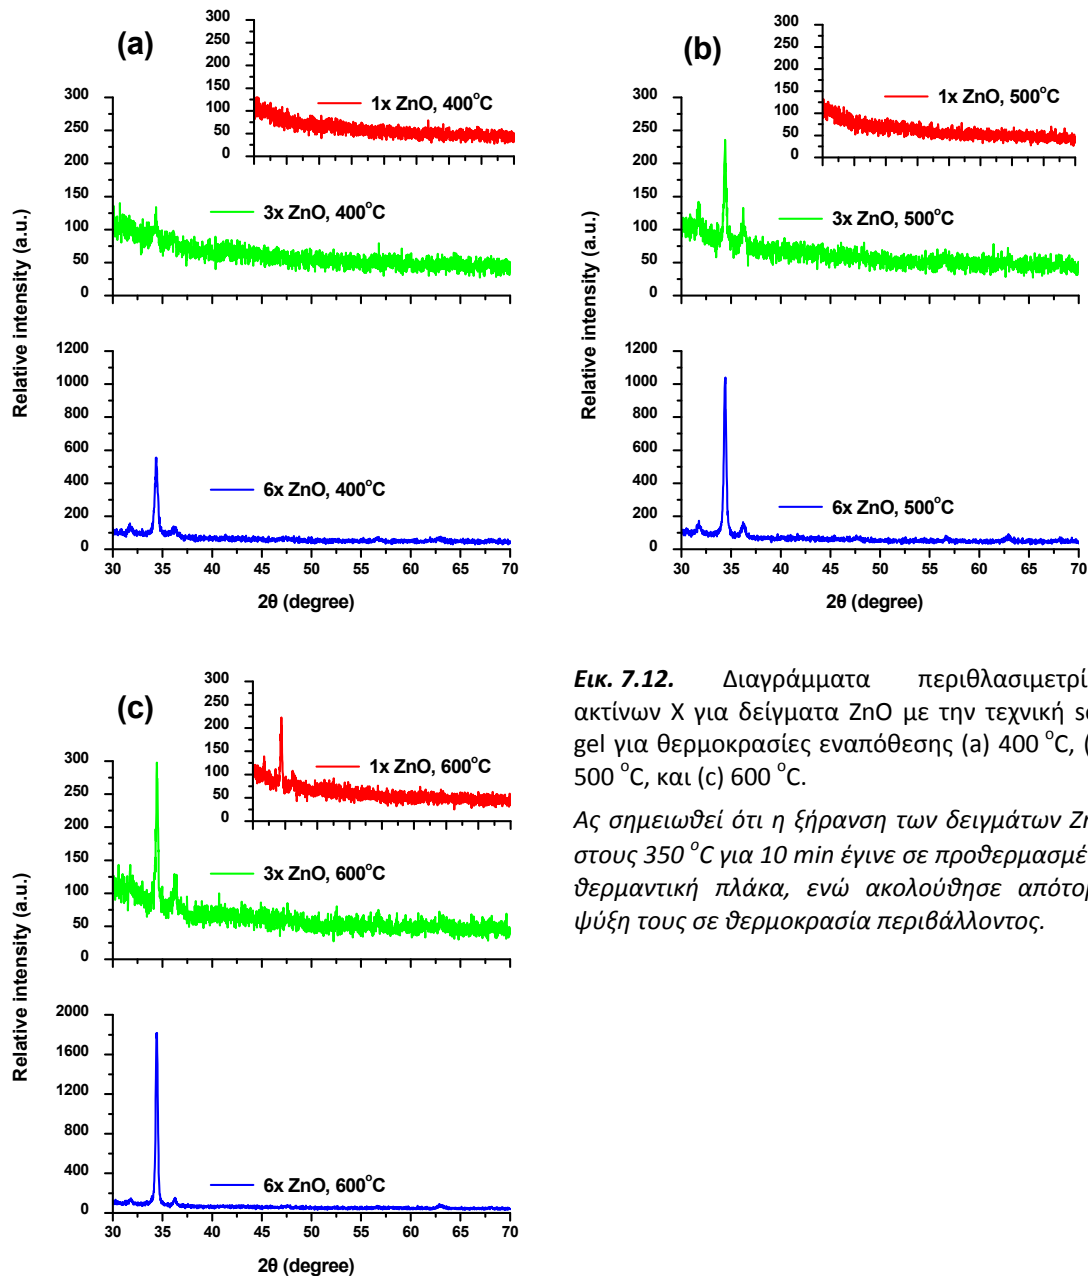 (a)
300
250
200
150
100
50
0
1x ZnO, 400°C
300
250
200
150
100
50
0
3x ZnO, 400°C
1200
1000
800
600
400
200
0
6x ZnO, 400°C
30 35 40 45 50 55 60 65 70
2θ (degree)
Relative intensity (a.u.)
(b)
300
250
200
150
100
50
0
1x ZnO, 500°C
300
250
200
150
100
50
0
3x ZnO, 500°C
1200
1000
800
600
400
200
0
6x ZnO, 500°C
30 35 40 45 50 55 60 65 70
2θ (degree)
Relative intensity (a.u.)
(c)
300
250
200
150
100
50
0
1x ZnO, 600°C
300
250
200
150
100
50
0
3x ZnO, 600°C
2000
1600
1200
800
400
0
6x ZnO, 600°C
30 35 40 45 50 55 60 65 70
2θ (degree)
Relative intensity (a.u.)
Εικ. 7.12. Διαγράμματα
ακτίνων Χ για δείγματα ZnO με την τεχνική
gel για θερμοκρασίες εναπόθεσης (a) 400 °C,
500 °C, και (c) 600 °C.
Ας σημειωθεί ότι η ξήρανση των δειγμάτων
στους 350 °C για 10 min έγινε σε
θερμαντική πλάκα, ενώ ακολούθησε
ψύξη τους σε θερμοκρασία περιβάλλοντος.